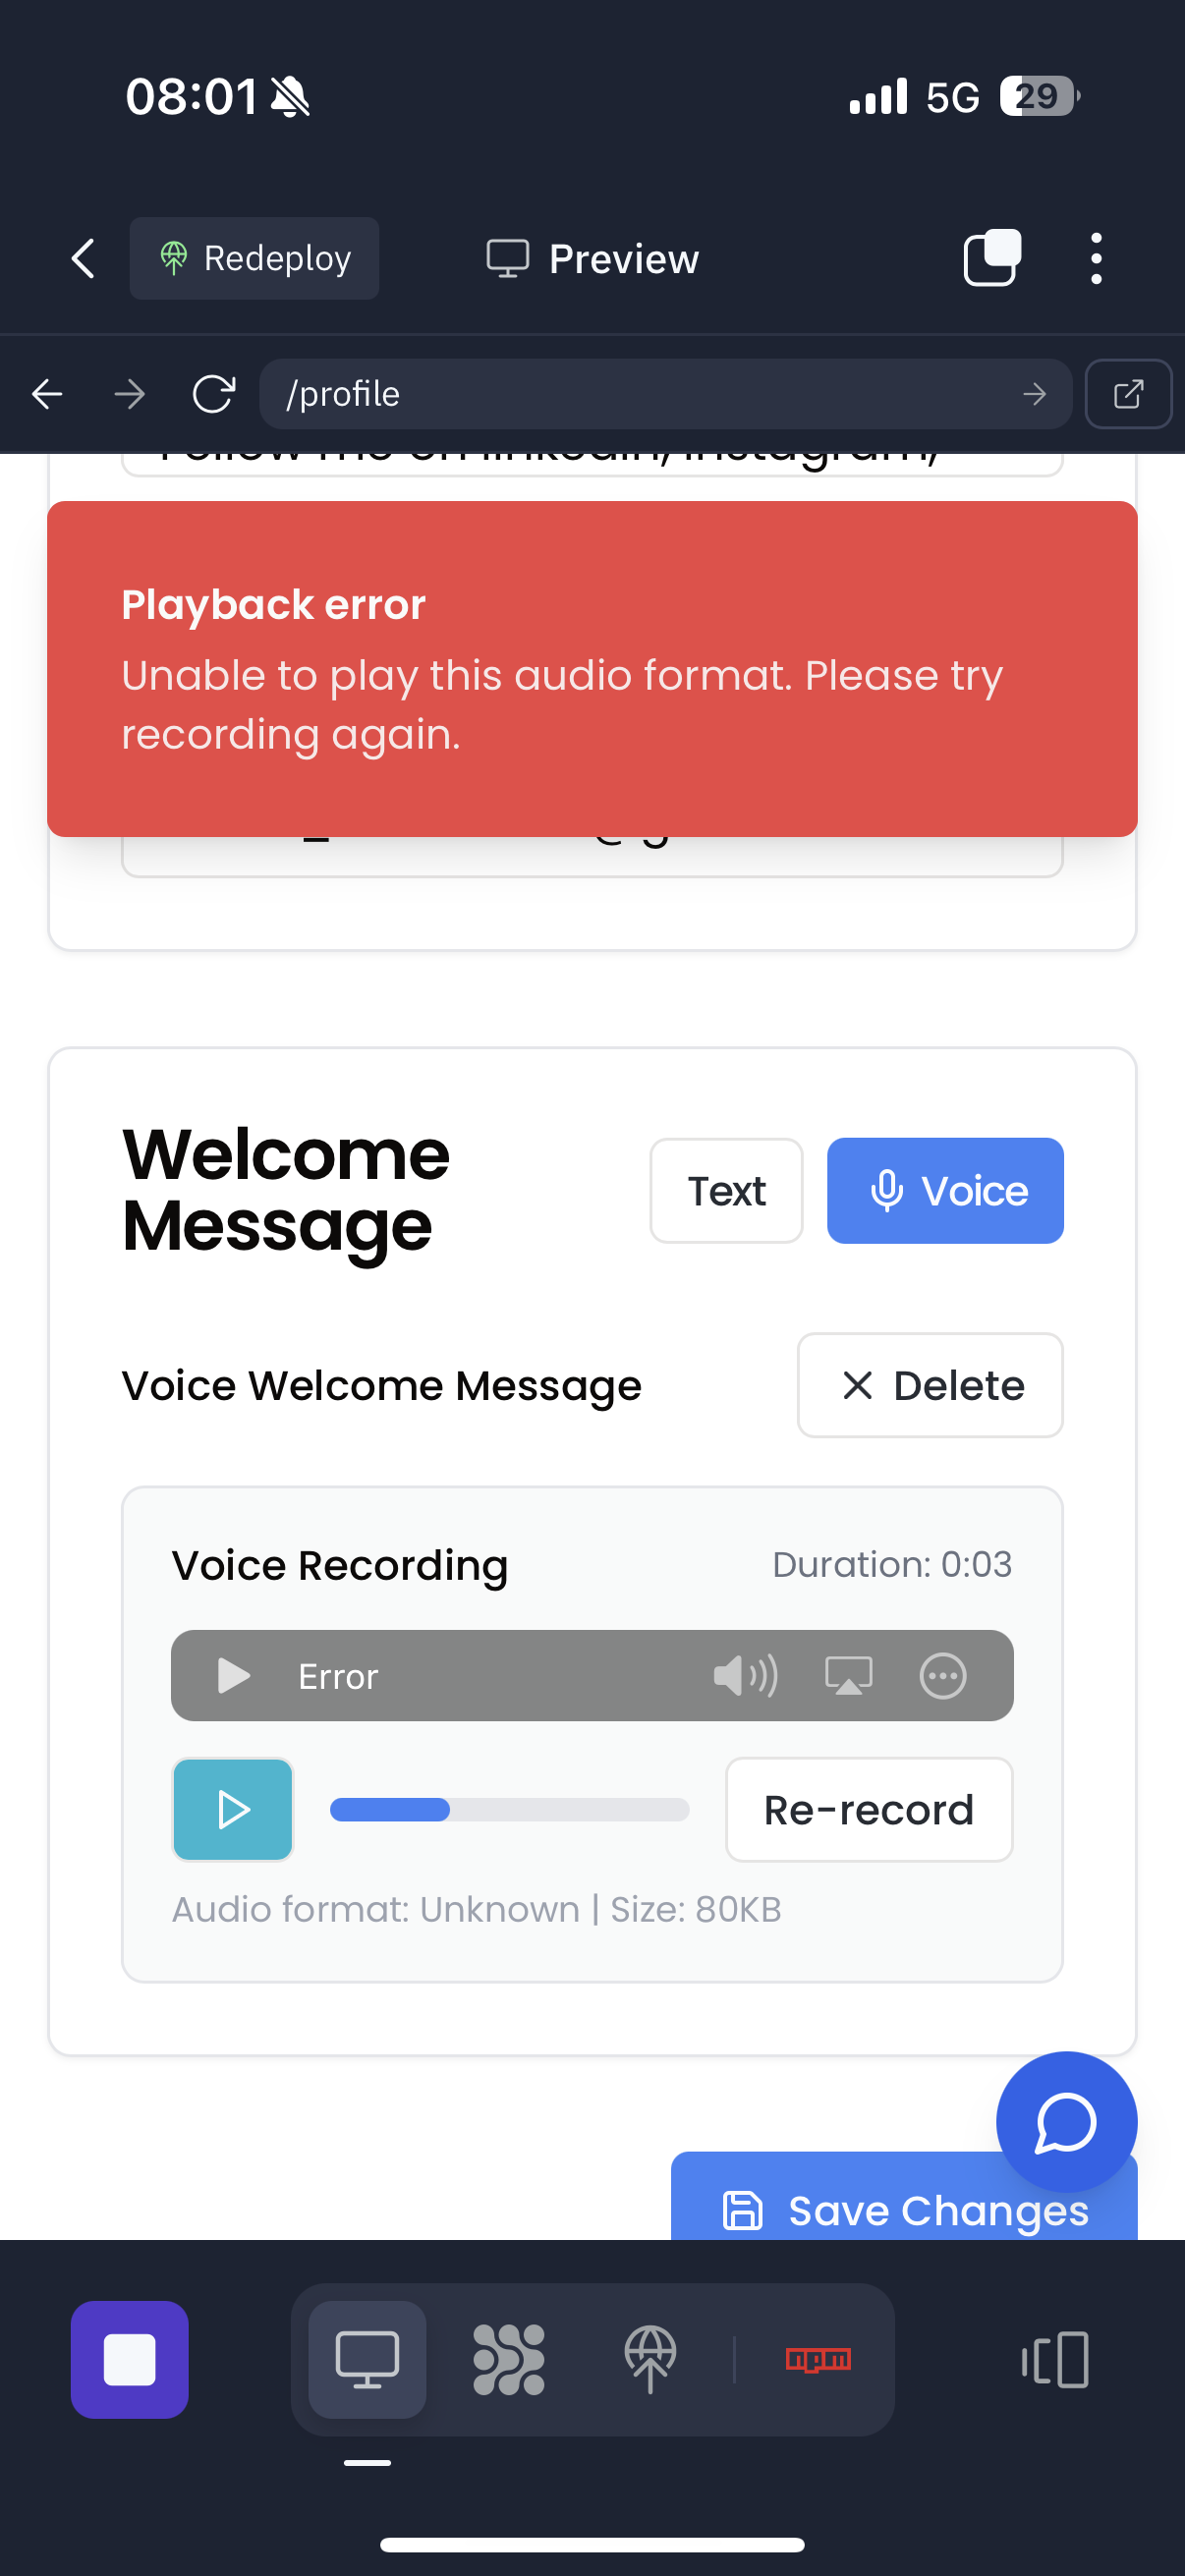 08:01
5G
29
Redeploy
Preview
/profile
Playback error
Unable to play this audio format. Please try
recording again.
Welcome
Message
Text
Voice
Voice Welcome Message
Delete
Voice Recording
Duration: 0:03
Error
Re-record
Audio format: Unknown | Size: 80KB
Save Changes
npm